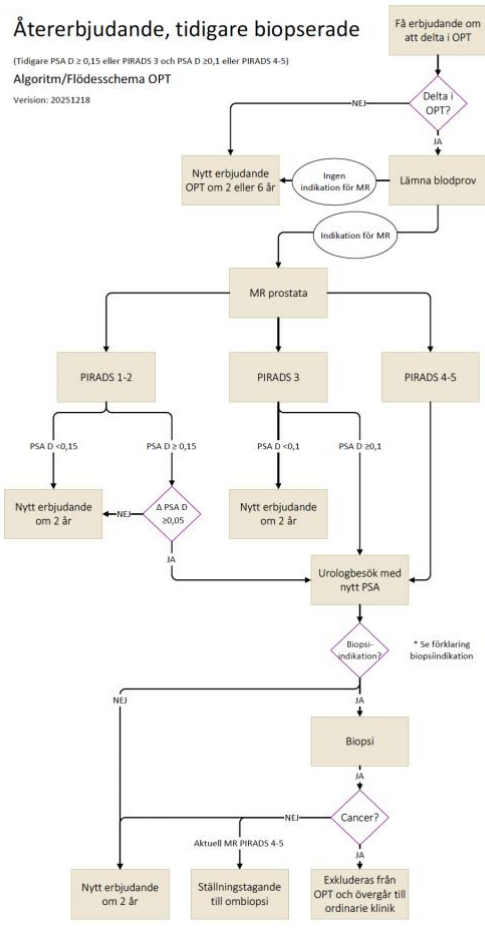 Återerbjudande, tidigare biopserade
(Tidigare PSA D ≥ 0,15 eller PIRADS 3 och PSA D ≥0,1 eller PIRADS 4-5)
Algoritm/Flödesschema OPT
Verision: 20251218
Få erbjudande om
att delta i OPT
Delta i
OPT?
NEJ
JA
Nytt erbjudande
OPT om 2 eller 6 år
Ingen
indikation för MR
Lämna blodprov
Indikation för MR
MR prostata
PIRADS 1-2
PIRADS 3
PIRADS 4-5
PSA D <0,15
PSA D ≥ 0,15
PSA D <0,1
PSA D ≥0,1
Nytt erbjudande
om 2 år
NEJ
Δ PSA D
≥0,05
Nytt erbjudande
om 2 år
JA
Urologbesök med
nytt PSA
Biopsi-
indikation?
* Se förklaring
biopsiindikation
NEJ
JA
Biopsi
JA
NEJ
Cancer?
Aktuell MR PIRADS 4-5
JA
Nytt erbjudande
om 2 år
Ställningstagande
till ombiopsi
Exkluderas från
OPT och övergår till
ordinarie klinik